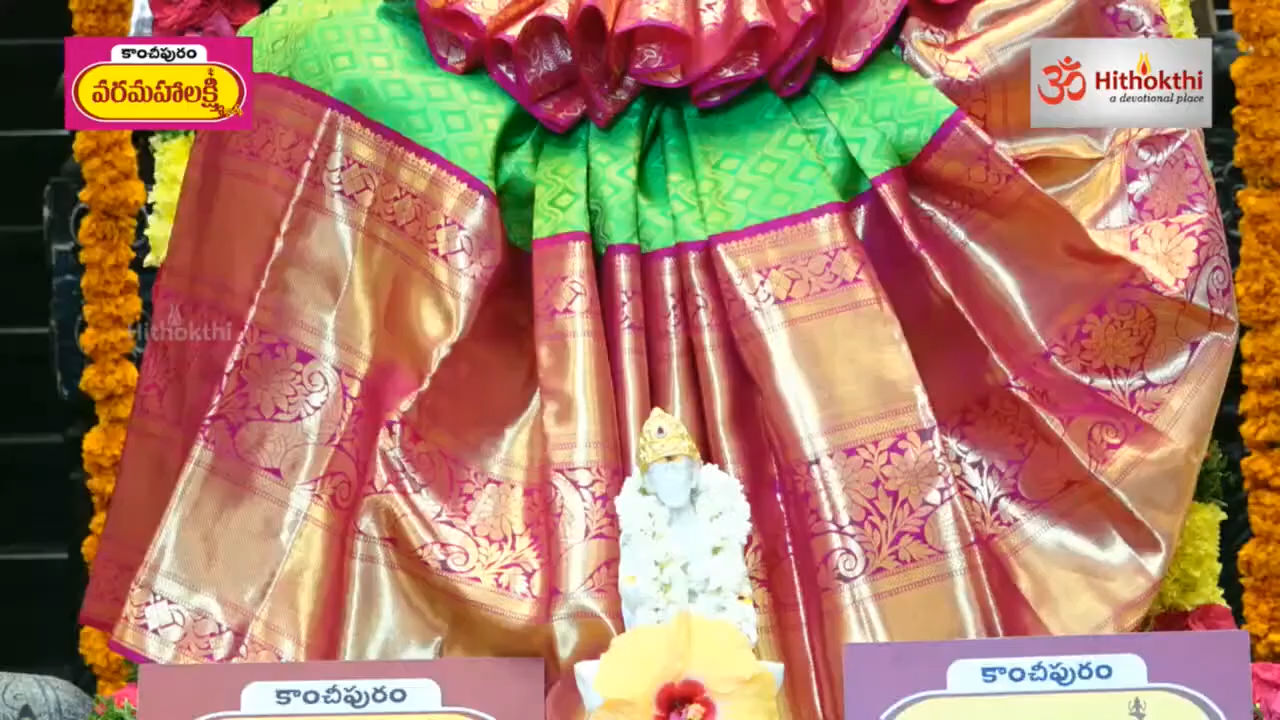 కాంచీపురం
వరమహాలక్ష్మి
Hithokthi
a devotional place
Hithokthi
కాంచీపురం
కాంచీపురం